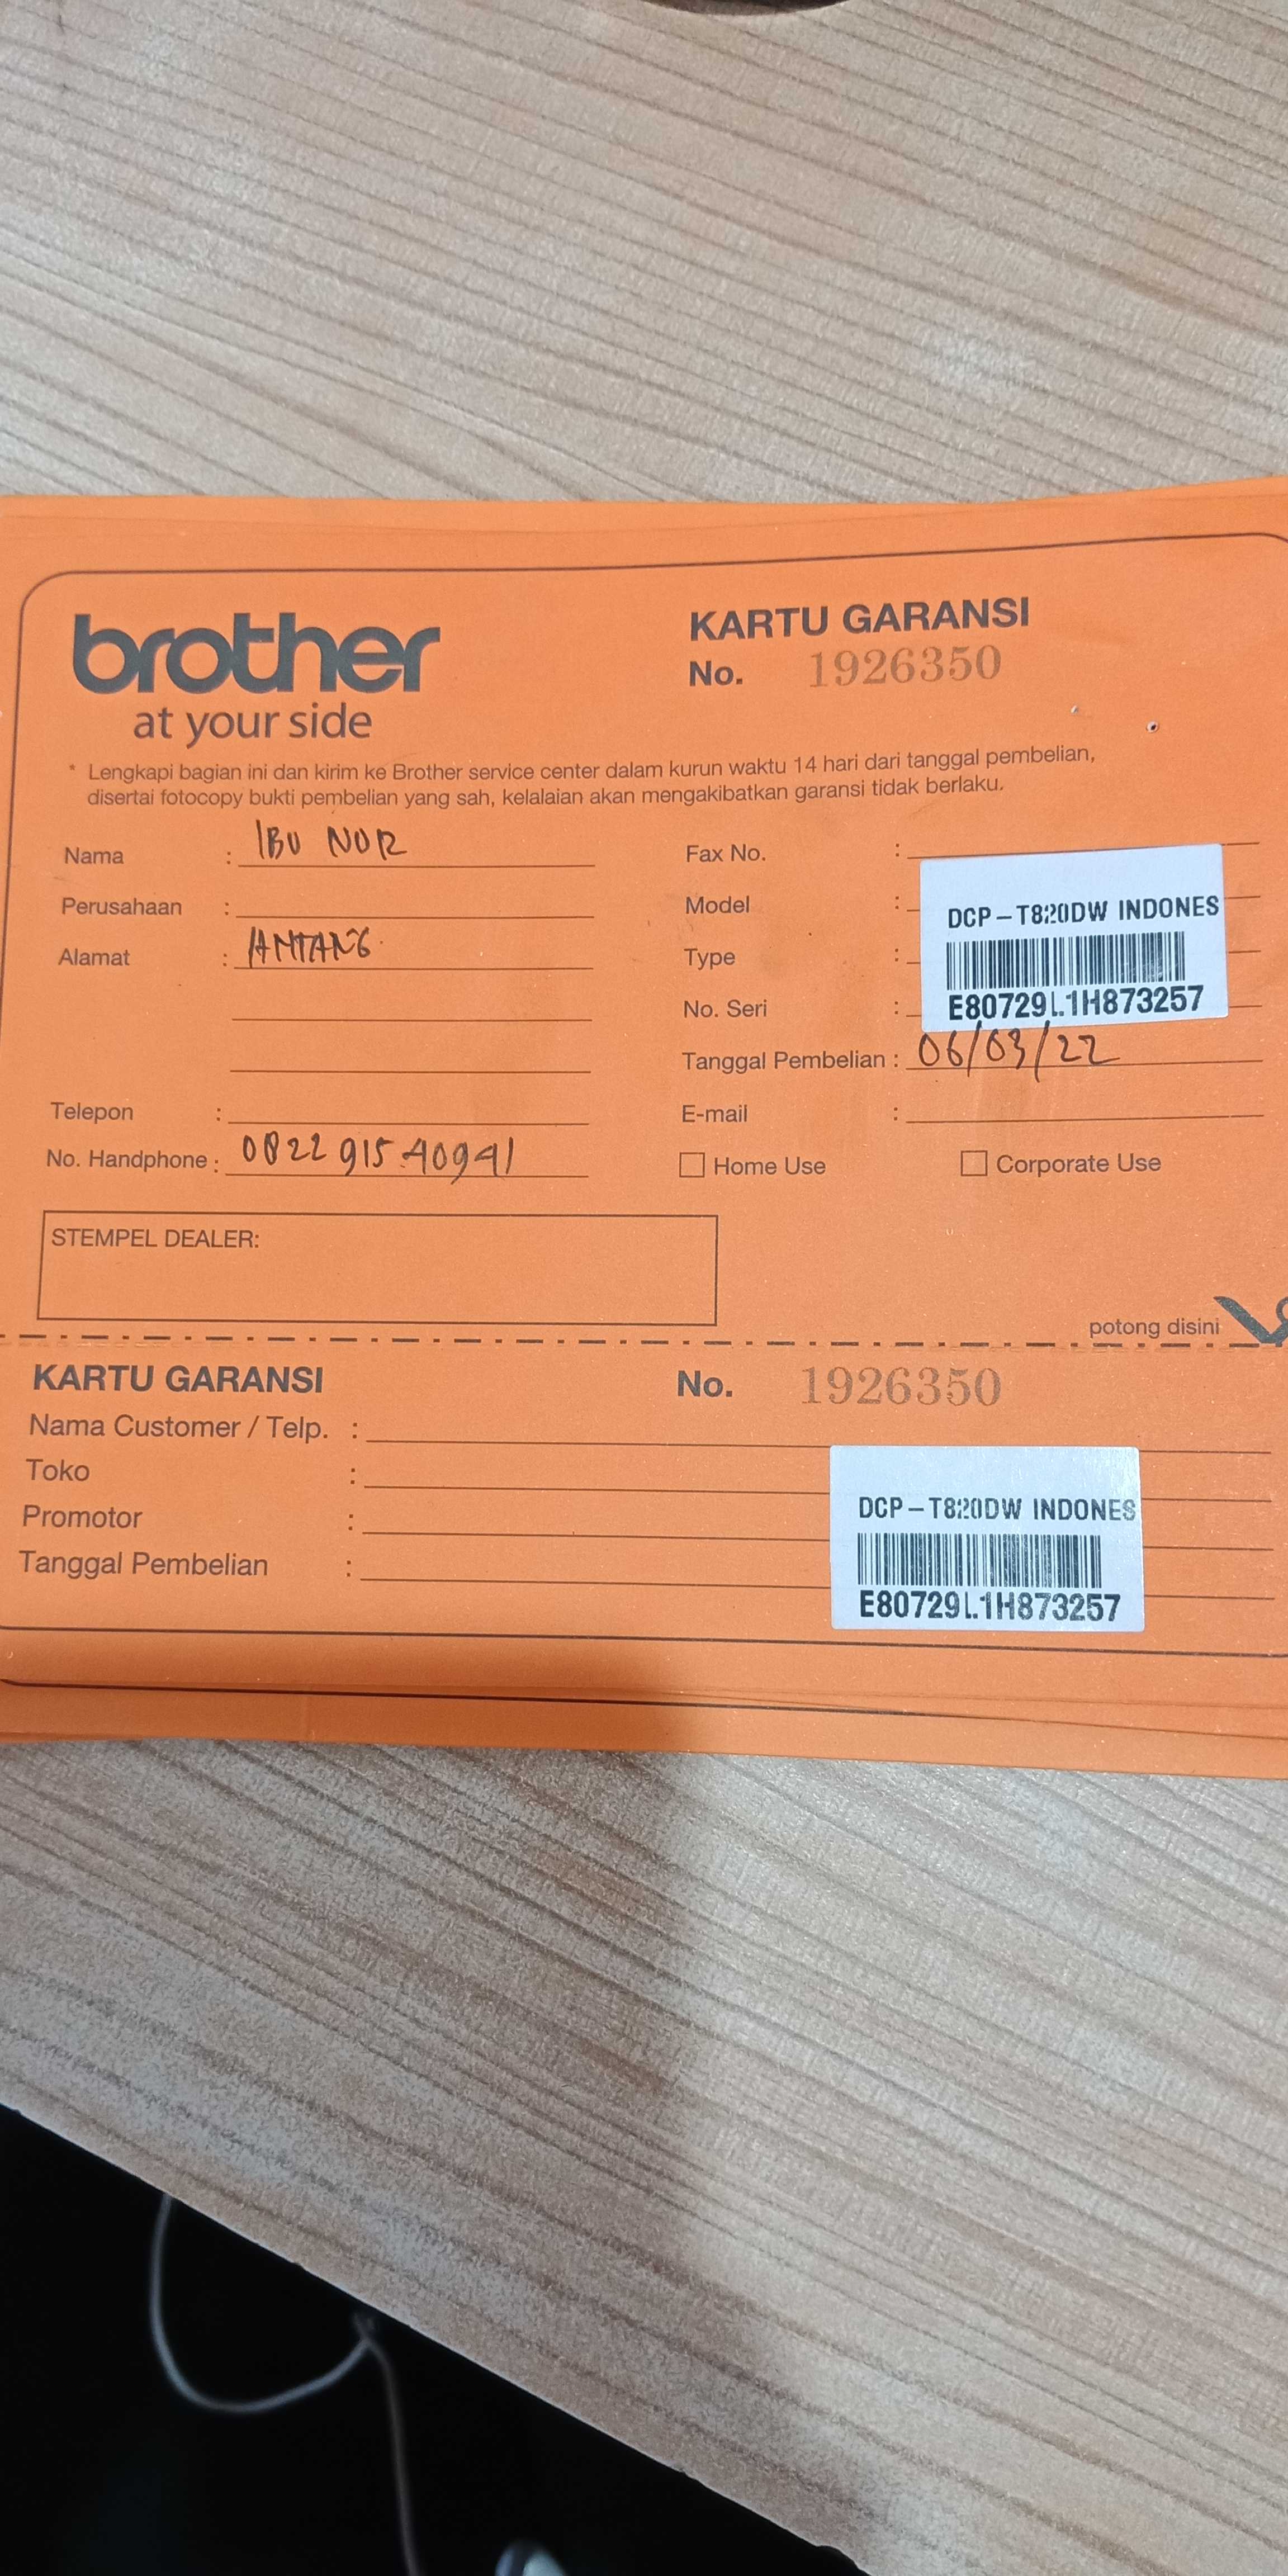 brother
at your side
KARTU GARANSI
No. 1926350
* Lengkapi bagian ini dan kirim ke Brother service center dalam kurun waktu 14 hari dari tanggal pembelian,
disertai fotocopy bukti pembelian yang sah, kelalaian akan mengakibatkan garansi tidak berlaku.
Nama : IBU NUR
Perusahaan :
Alamat : ANTANG
Telepon :
No. Handphone : 0822 915 40941
Fax No. :
Model :
Type :
No. Seri :
DCP-T820DW INDONES
E80729L1H873257
Tanggal Pembelian : 06/03/22
E-mail :
Home Use
Corporate Use
STEMPEL DEALER:
potong disini
KARTU GARANSI
No. 1926350
Nama Customer / Telp. :
Toko :
Promotor :
Tanggal Pembelian :
DCP-T820DW INDONES
E80729L1H873257